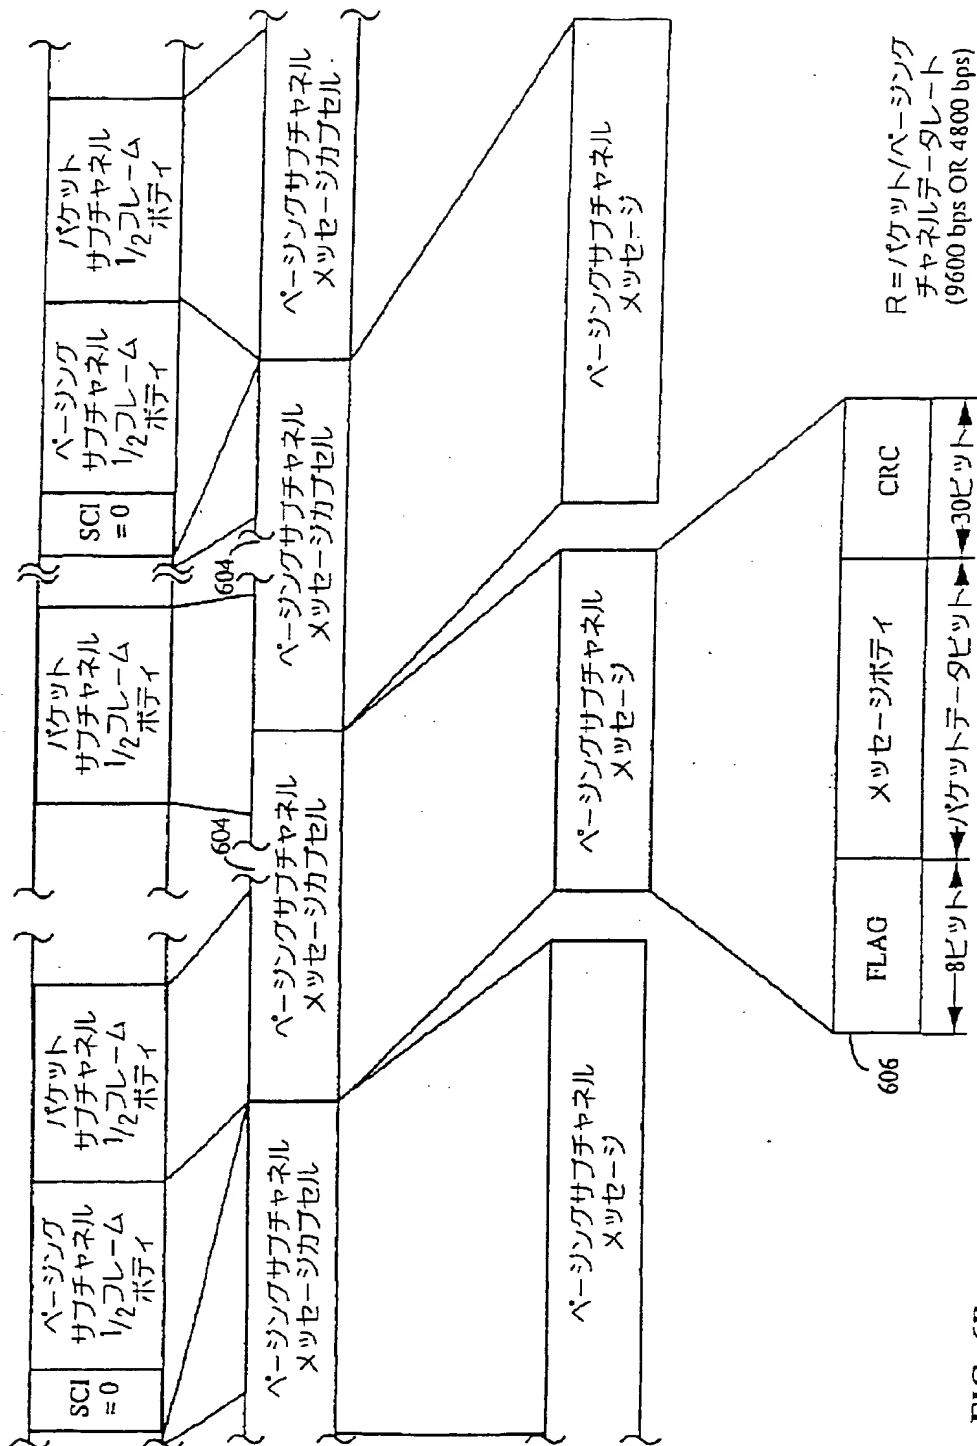 SCI
=0
ページング
サブチャネル
1/2フレーム
ボディ
パケット
サブチャネル
1/2フレーム
ボディ
パケット
サブチャネル
1/2フレーム
ボディ
SCI
=0
ページング
サブチャネル
1/2フレーム
ボディ
パケット
サブチャネル
1/2フレーム
ボディ
604
604
ページングサブチャネル
メッセージカプセル
ページングサブチャネル
メッセージカプセル
ページングサブチャネル
メッセージカプセル
ページングサブチャネル
メッセージカプセル
ページングサブチャネル
メッセージ
ページングサブチャネル
メッセージ
ページングサブチャネル
メッセージ
606
FLAG
メッセージボディ
CRC
8ビット
パケットデータビット
30ビット
R=パケット/ページング
チャネルデータレート
(9600 bps OR 4800 bps)